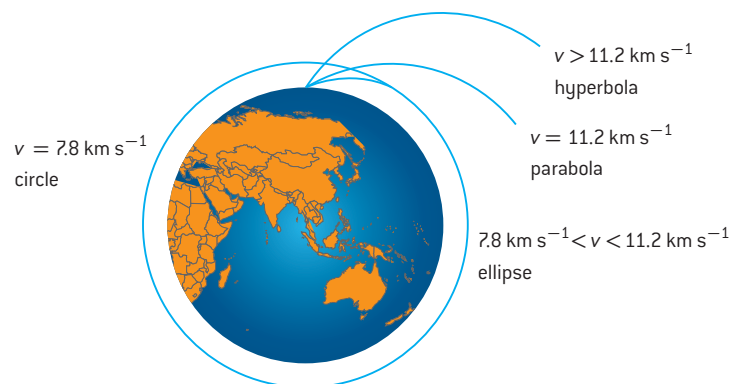 v > 11.2 km s⁻¹
hyperbola
v = 7.8 km s⁻¹
circle
v = 11.2 km s⁻¹
parabola
7.8 km s⁻¹ < v < 11.2 km s⁻¹
ellipse